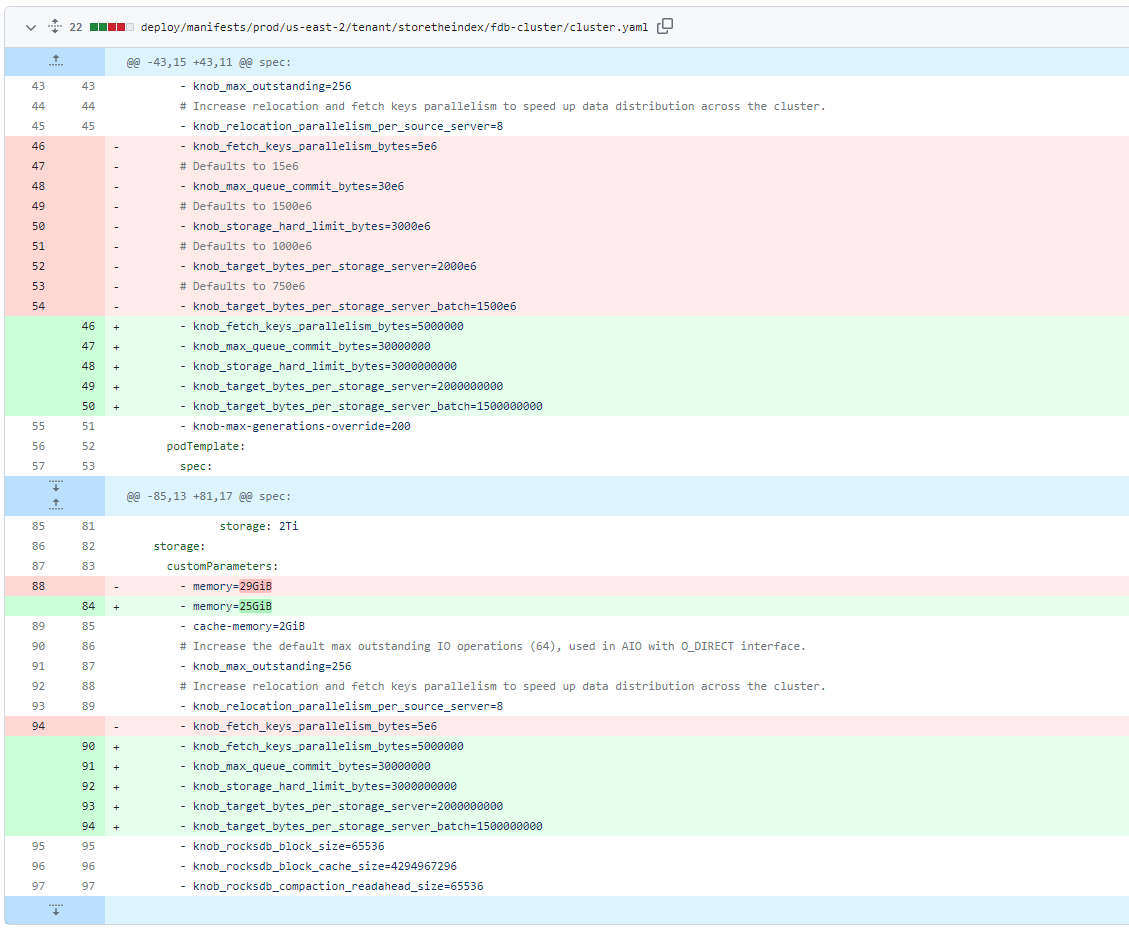 22 deploy/manifests/prod/us-east-2/tenant/storetheindex/fdb-cluster/cluster.yaml
@@ -43,15 +43,11 @@ spec:
43 43 - knob_max_outstanding=256
44 44 # Increase relocation and fetch keys parallelism to speed up data distribution across the cluster.
45 45 - knob_relocation_parallelism_per_source_server=8
46 - - knob_fetch_keys_parallelism_bytes=5e6
47 - # Defaults to 15e6
48 - - knob_max_queue_commit_bytes=30e6
49 - # Defaults to 1500e6
50 - - knob_storage_hard_limit_bytes=3000e6
51 - # Defaults to 1000e6
52 - - knob_target_bytes_per_storage_server=2000e6
53 - # Defaults to 750e6
54 - - knob_target_bytes_per_storage_server_batch=1500e6
46 + - knob_fetch_keys_parallelism_bytes=5000000
47 + - knob_max_queue_commit_bytes=30000000
48 + - knob_storage_hard_limit_bytes=3000000000
49 + - knob_target_bytes_per_storage_server=2000000000
50 + - knob_target_bytes_per_storage_server_batch=1500000000
55 51 - knob-max-generations-override=200
56 52 podTemplate:
57 53 spec:
@@ -85,13 +81,17 @@ spec:
85 81 storage: 2Ti
86 82 storage:
87 83 customParameters:
88 - - memory=29GiB
84 + - memory=25GiB
89 85 - cache-memory=2GiB
90 86 # Increase the default max outstanding IO operations (64), used in AIO with O_DIRECT interface.
91 87 - knob_max_outstanding=256
92 88 # Increase relocation and fetch keys parallelism to speed up data distribution across the cluster.
93 89 - knob_relocation_parallelism_per_source_server=8
94 - - knob_fetch_keys_parallelism_bytes=5e6
90 + - knob_fetch_keys_parallelism_bytes=5000000
91 + - knob_max_queue_commit_bytes=30000000
92 + - knob_storage_hard_limit_bytes=3000000000
93 + - knob_target_bytes_per_storage_server=2000000000
94 + - knob_target_bytes_per_storage_server_batch=1500000000
95 95 - knob_rocksdb_block_size=65536
96 96 - knob_rocksdb_block_cache_size=4294967296
97 97 - knob_rocksdb_compaction_readahead_size=65536